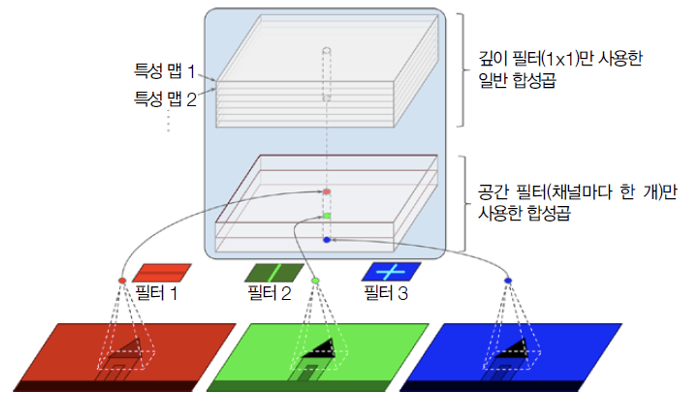 특성 맵 1
특성 맵 2
깊이 필터(1x1)만 사용한
일반 합성곱
공간 필터(채널마다 한 개)만
사용한 합성곱
필터 1
필터 2
필터 3